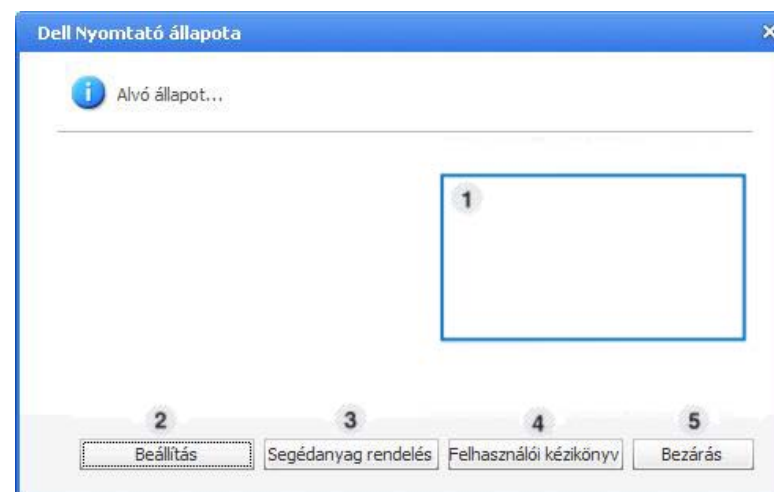 Dell Nyomtató állapota
Alvó állapot...
1
2 3 4 5
Beállítás Segédanyag rendelés Felhasználói kézikönyv Bezárás